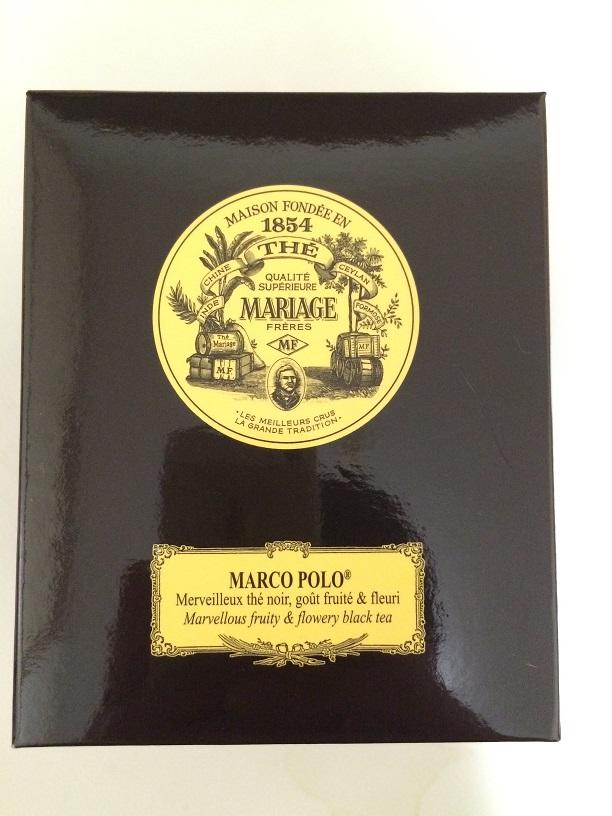 MAISON FONDÉE EN
1854
THÉ
CHINE
CEYLAN
INDE
FORMOSE
QUALITÉ
SUPÉRIEURE
MARIAGE
FRÈRES
MF
Thé
Mariage
MF
MF
·LES MEILLEURS CRUS
LA GRANDE TRADITION·
MARCO POLO®
Merveilleux thé noir, goût fruité & fleuri
Marvellous fruity & flowery black tea